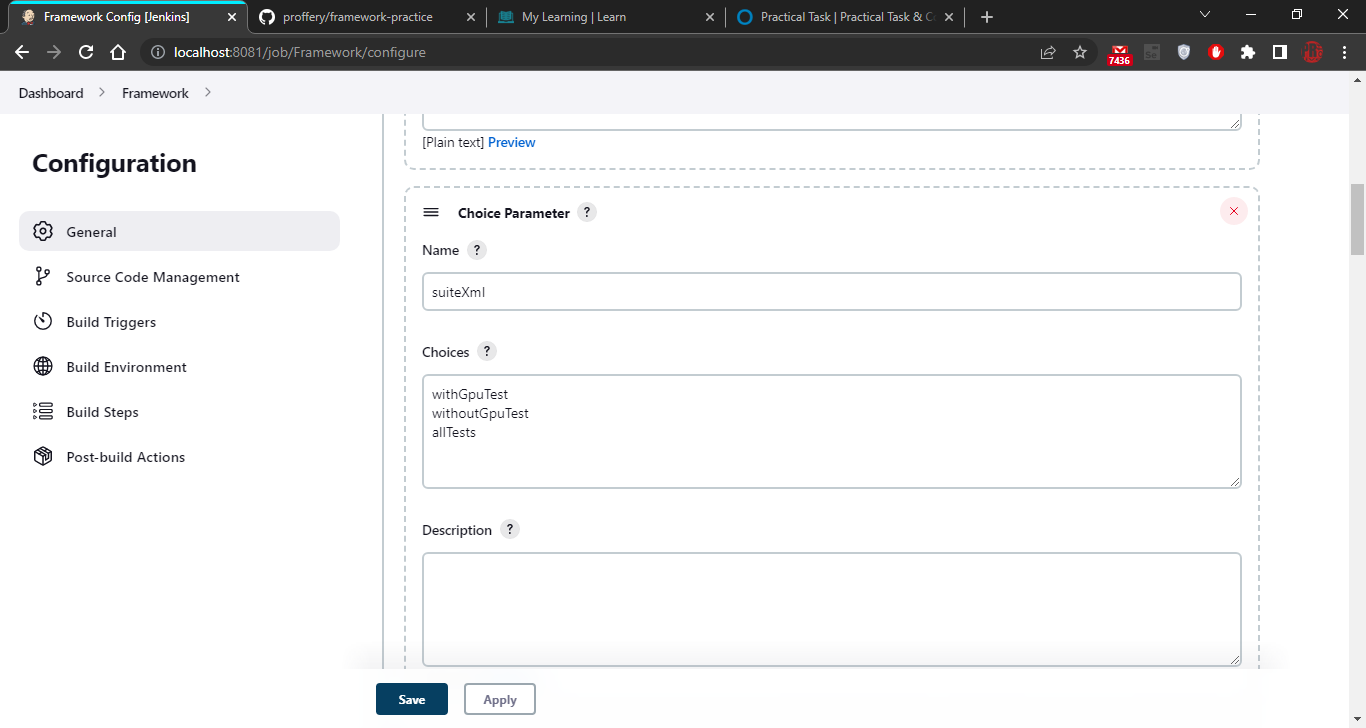 Framework Config [Jenkins]
proffery/framework-practice
My Learning | Learn
Practical Task | Practical Task & C
localhost:8081/job/Framework/configure
7436
Dashboard
Framework
Configuration
General
Source Code Management
Build Triggers
Build Environment
Build Steps
Post-build Actions
[Plain text] Preview
Choice Parameter ?
Name ?
suiteXml
Choices ?
withGpuTest
withoutGpuTest
allTests
Description ?
Save
Apply